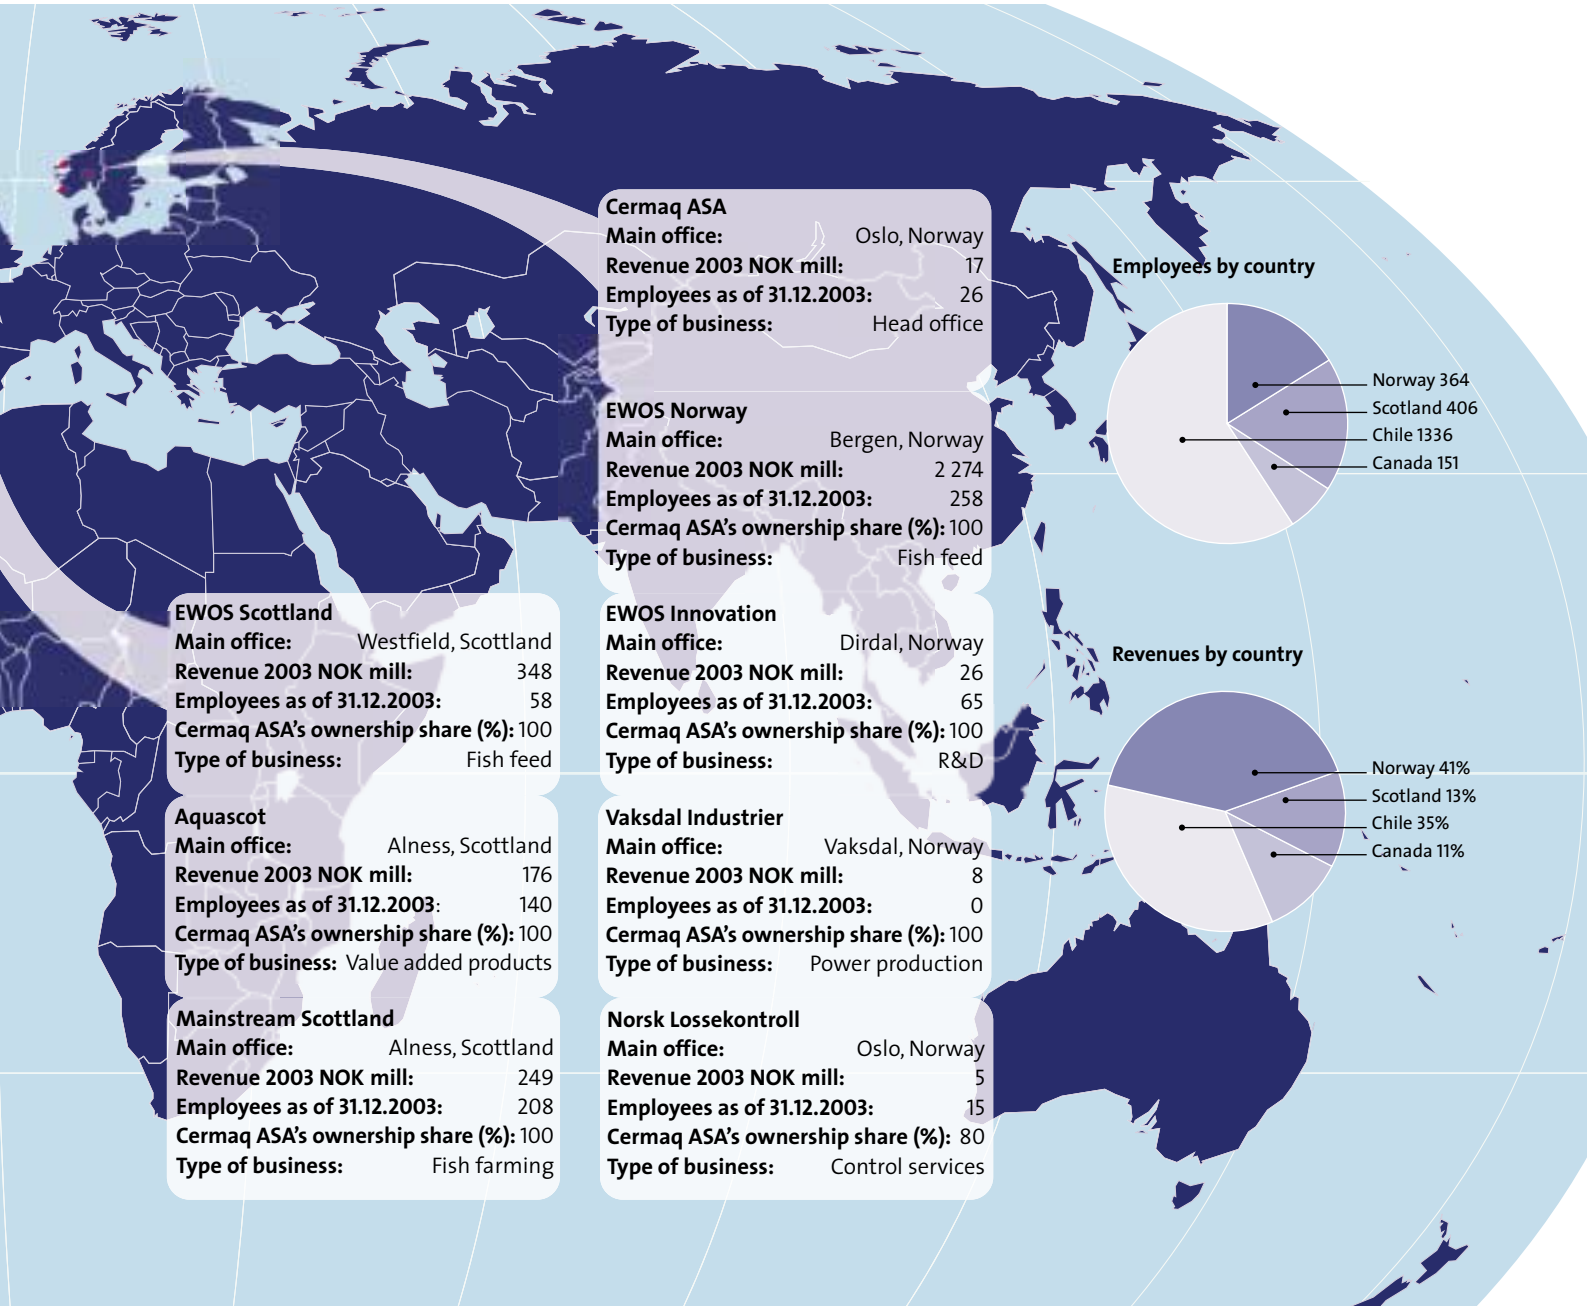 Cermaq ASA
Main office: Oslo, Norway
Revenue 2003 NOK mill: 17
Employees as of 31.12.2003: 26
Type of business: Head office
EWOS Norway
Main office: Bergen, Norway
Revenue 2003 NOK mill: 2 274
Employees as of 31.12.2003: 258
Cermaq ASA’s ownership share (%): 100
Type of business: Fish feed
EWOS Scottland
Main office: Westfield, Scottland
Revenue 2003 NOK mill: 348
Employees as of 31.12.2003: 58
Cermaq ASA’s ownership share (%): 100
Type of business: Fish feed
Aquascot
Main office: Alness, Scottland
Revenue 2003 NOK mill: 176
Employees as of 31.12.2003: 140
Cermaq ASA’s ownership share (%): 100
Type of business: Value added products
Mainstream Scottland
Main office: Alness, Scottland
Revenue 2003 NOK mill: 249
Employees as of 31.12.2003: 208
Cermaq ASA’s ownership share (%): 100
Type of business: Fish farming
EWOS Innovation
Main office: Dirdal, Norway
Revenue 2003 NOK mill: 26
Employees as of 31.12.2003: 65
Cermaq ASA’s ownership share (%): 100
Type of business: R&D
Vaksdal Industrier
Main office: Vaksdal, Norway
Revenue 2003 NOK mill: 8
Employees as of 31.12.2003: 0
Cermaq ASA’s ownership share (%): 100
Type of business: Power production
Norsk Lossekontroll
Main office: Oslo, Norway
Revenue 2003 NOK mill: 5
Employees as of 31.12.2003: 15
Cermaq ASA’s ownership share (%): 80
Type of business: Control services
Employees by country
Norway 364
Scotland 406
Chile 1336
Canada 151
Revenues by country
Norway 41%
Scotland 13%
Chile 35%
Canada 11%